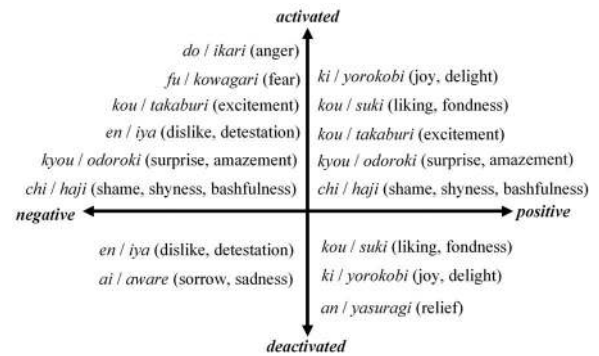 activated
do / ikari (anger)
fu / kowagari (fear)
kou / takaburi (excitement)
en / iya (dislike, detestation)
kyou / odoroki (surprise, amazement)
chi / haji (shame, shyness, bashfulness)
ki / yorokobi (joy, delight)
kou / suki (liking, fondness)
kou / takaburi (excitement)
kyou / odoroki (surprise, amazement)
chi / haji (shame, shyness, bashfulness)
negative
positive
en / iya (dislike, detestation)
ai / aware (sorrow, sadness)
kou / suki (liking, fondness)
ki / yorokobi (joy, delight)
an / yasuragi (relief)
deactivated